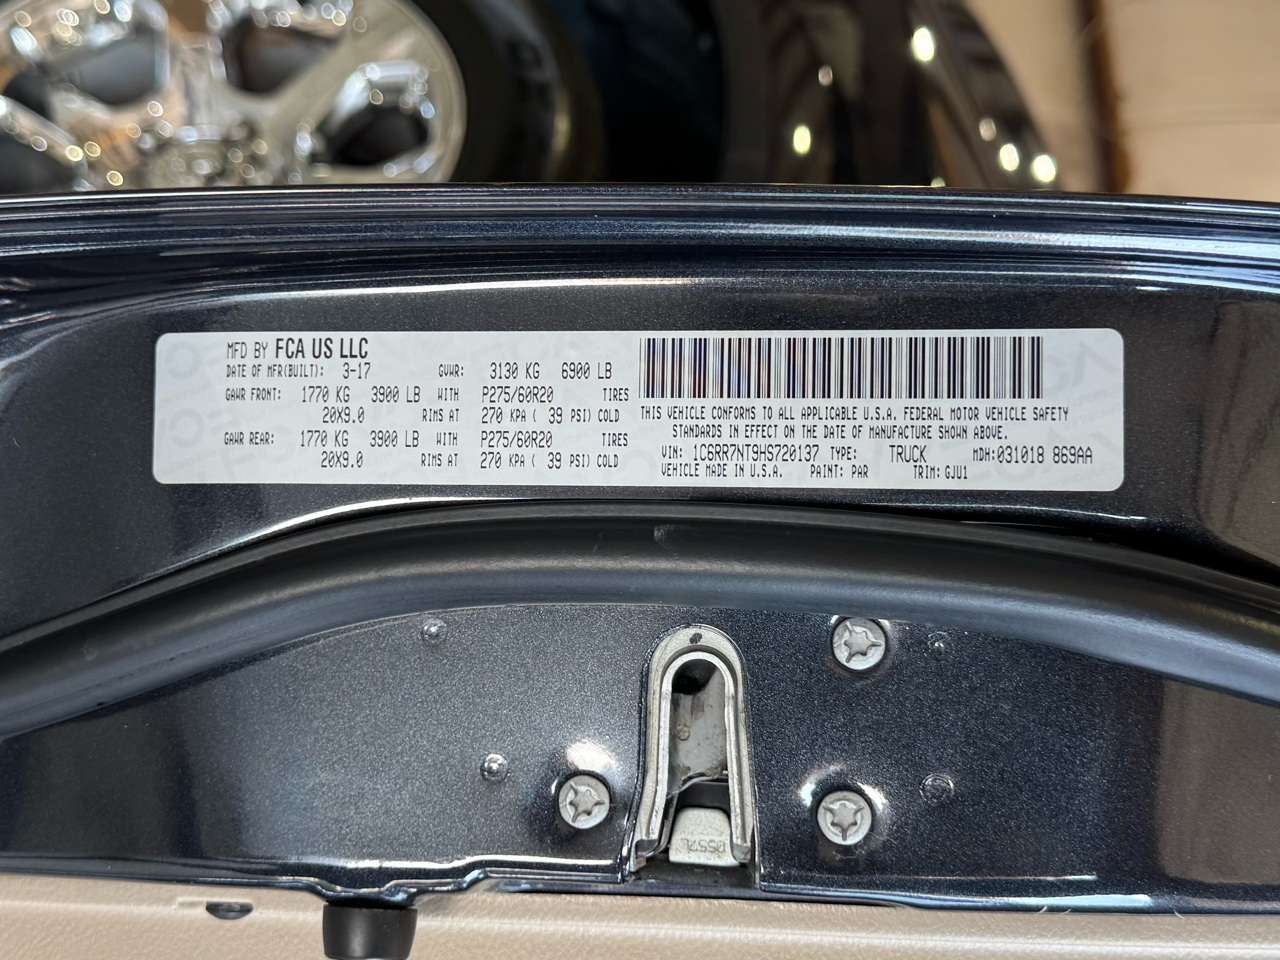 MFD BY FCA US LLC
DATE OF MFR(BUILT): 3-17 GVWR: 3130 KG 6900 LB
GAWR FRONT: 1770 KG 3900 LB WITH P275/60R20 TIRES
20X9.0 RIMS AT 270 KPA ( 39 PSI) COLD
GAWR REAR: 1770 KG 3900 LB WITH P275/60R20 TIRES
20X9.0 RIMS AT 270 KPA ( 39 PSI) COLD
THIS VEHICLE CONFORMS TO ALL APPLICABLE U.S.A. FEDERAL MOTOR VEHICLE SAFETY
STANDARDS IN EFFECT ON THE DATE OF MANUFACTURE SHOWN ABOVE.
VIN: 1C6RR7NT9HS720137 TYPE: TRUCK MDH:031018 869AA
VEHICLE MADE IN U.S.A. PAINT: PAR TRIM: GJU1